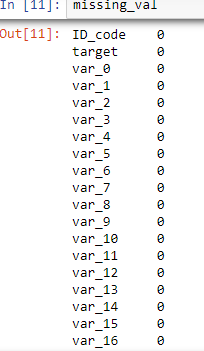 In [11]: missing_val
Out[11]: ID_code 0
target 0
var_0 0
var_1 0
var_2 0
var_3 0
var_4 0
var_5 0
var_6 0
var_7 0
var_8 0
var_9 0
var_10 0
var_11 0
var_12 0
var_13 0
var_14 0
var_15 0
var_16 0